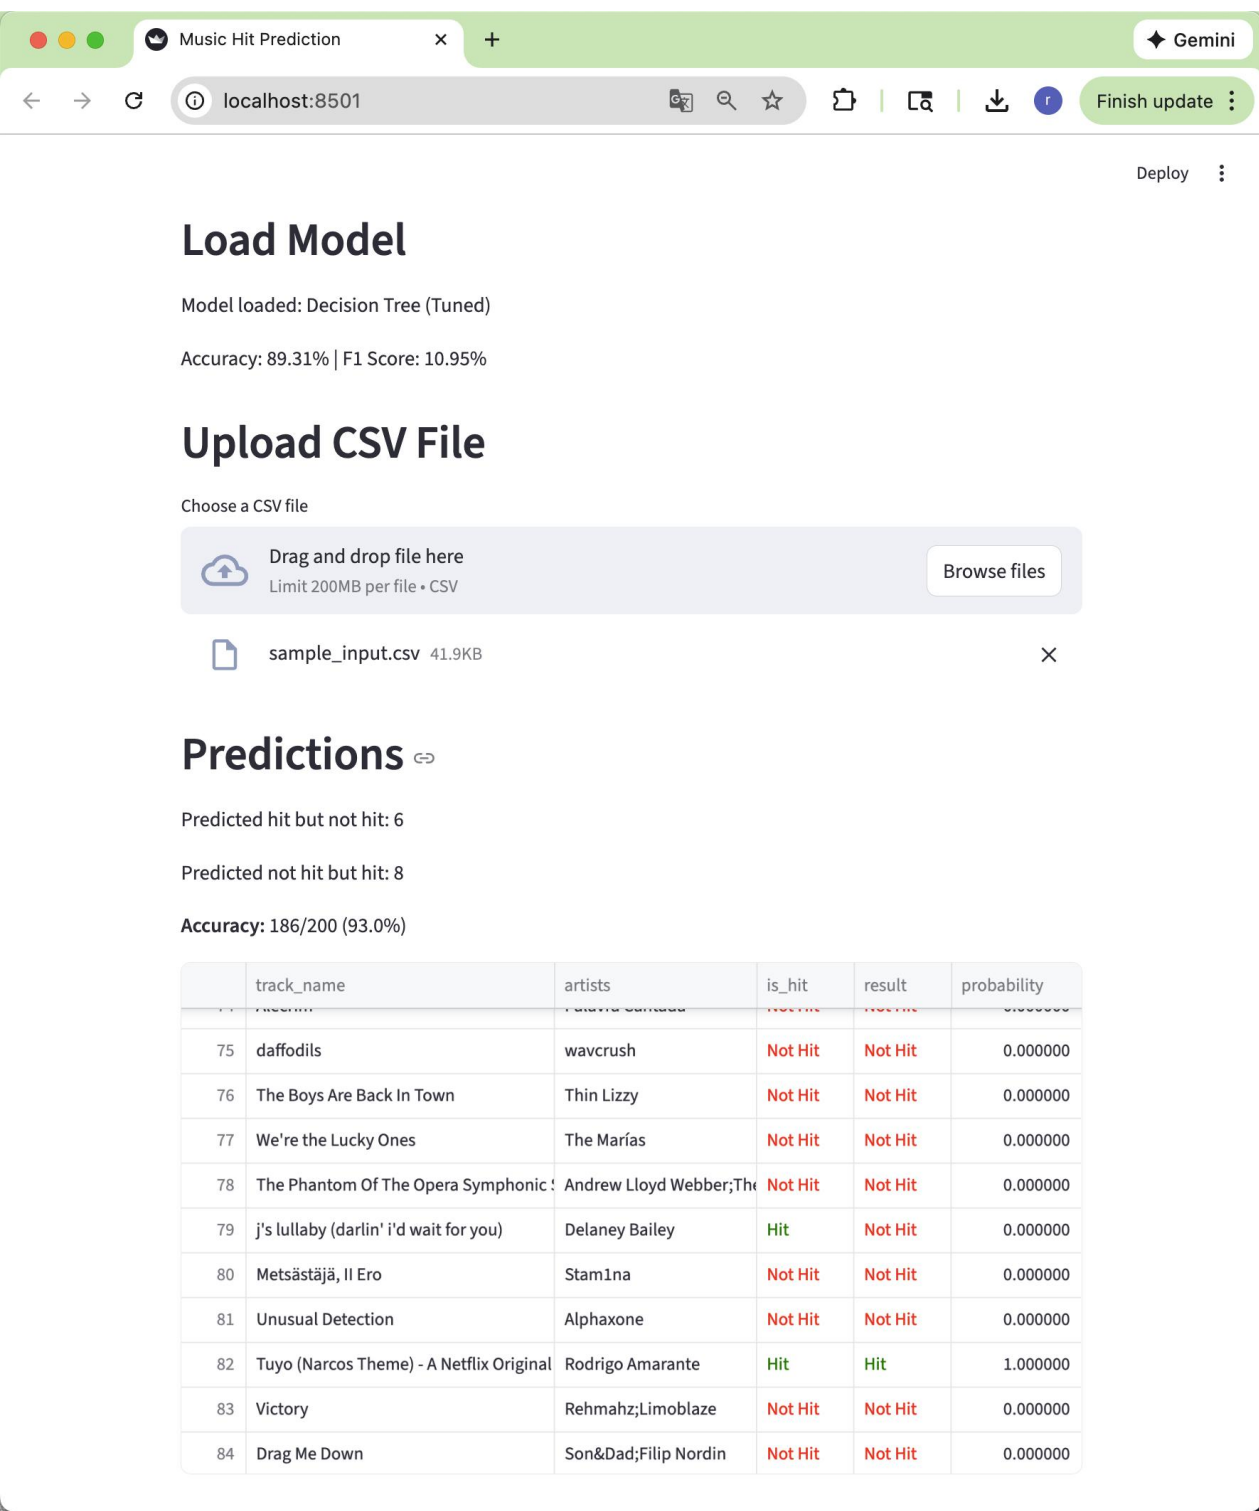 Music Hit Prediction
Gemini
localhost:8501
r
Finish update
Deploy
Load Model
Model loaded: Decision Tree (Tuned)
Accuracy: 89.31% | F1 Score: 10.95%
Upload CSV File
Choose a CSV file
Drag and drop file here
Limit 200MB per file • CSV
Browse files
sample_input.csv 41.9KB
Predictions
Predicted hit but not hit: 6
Predicted not hit but hit: 8
Accuracy: 186/200 (93.0%)
track_name artists is_hit result probability
75 daffodils wavcrush Not Hit Not Hit 0.000000
76 The Boys Are Back In Town Thin Lizzy Not Hit Not Hit 0.000000
77 We're the Lucky Ones The Marías Not Hit Not Hit 0.000000
78 The Phantom Of The Opera Symphonic Andrew Lloyd Webber;The Not Hit Not Hit 0.000000
79 j's lullaby (darlin' i'd wait for you) Delaney Bailey Hit Not Hit 0.000000
80 Metsästäjä, II Ero Stam1na Not Hit Not Hit 0.000000
81 Unusual Detection Alphaxone Not Hit Not Hit 0.000000
82 Tuyo (Narcos Theme) - A Netflix Original Rodrigo Amarante Hit Hit 1.000000
83 Victory Rehmahz;Limoblaze Not Hit Not Hit 0.000000
84 Drag Me Down Son&Dad;Filip Nordin Not Hit Not Hit 0.000000